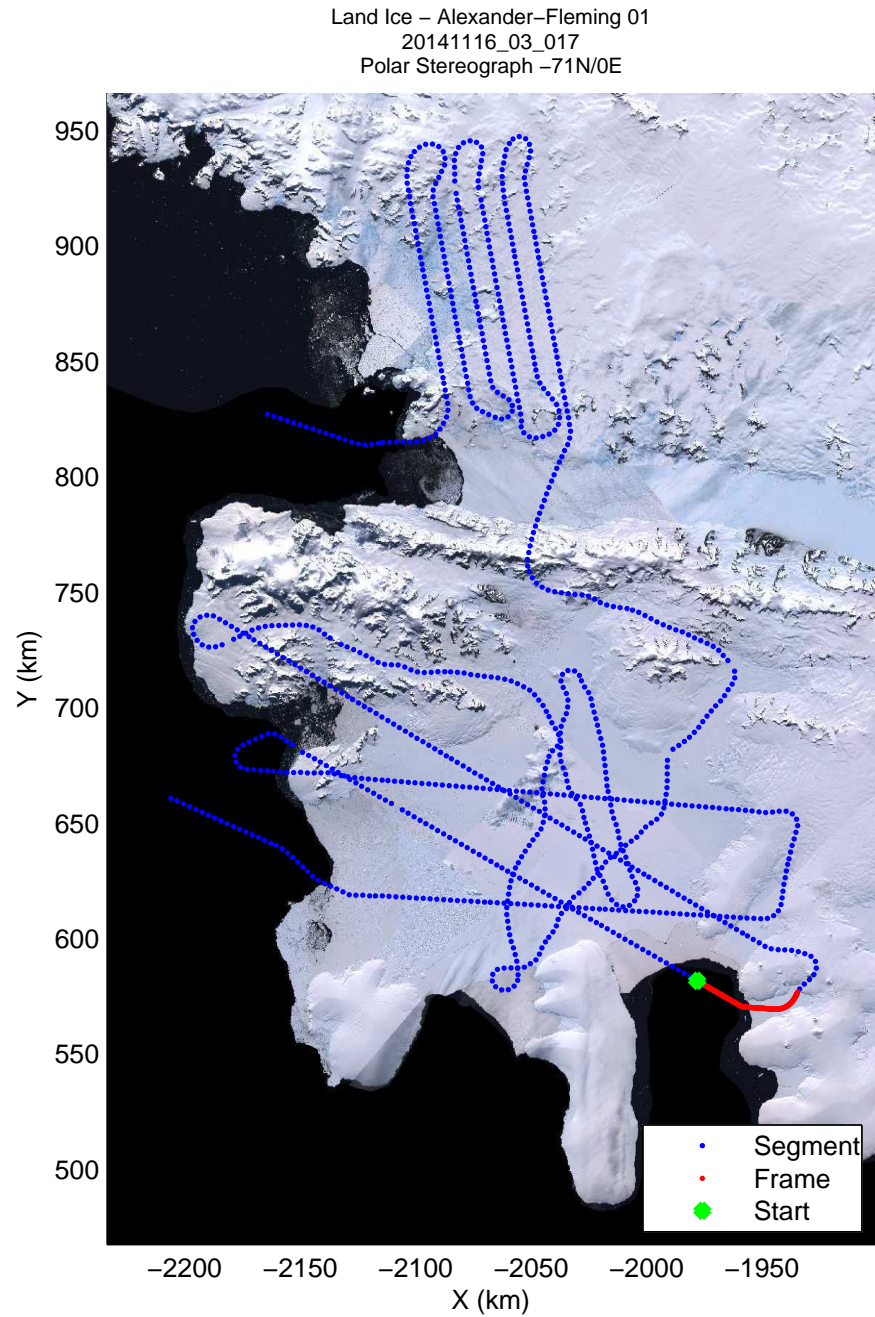 Land Ice − Alexander−Fleming 01
20141116_03_017
Polar Stereograph −71N/0E
950
900
850
800
750
700
650
600
550
500
Y (km)
Segment
Frame
Start
−2200 −2150 −2100 −2050 −2000 −1950
X (km)